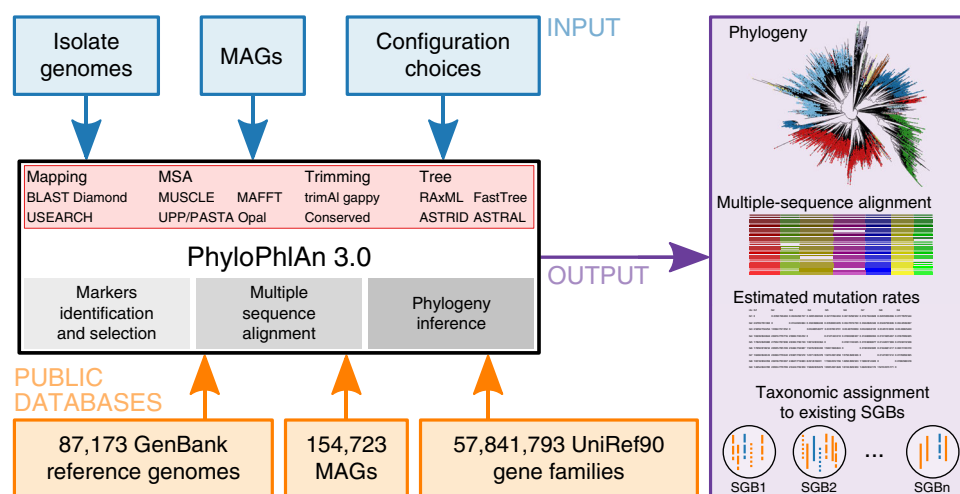 Isolate
genomes
MAGs
Configuration
choices
INPUT
Mapping
BLAST Diamond
USEARCH
MSA
MUSCLE MAFFT
UPP/PASTA Opal
Trimming
trimAl gappy
Conserved
Tree
RAxML FastTree
ASTRID ASTRAL
PhyloPhlAn 3.0
Markers
identification
and selection
Multiple
sequence
alignment
Phylogeny
inference
OUTPUT
PUBLIC
DATABASES
87,173 GenBank
reference genomes
154,723
MAGs
57,841,793 UniRef90
gene families
Phylogeny
Multiple-sequence alignment
Estimated mutation rates
Taxonomic assignment
to existing SGBs
...
SGB1 SGB2 SGBn